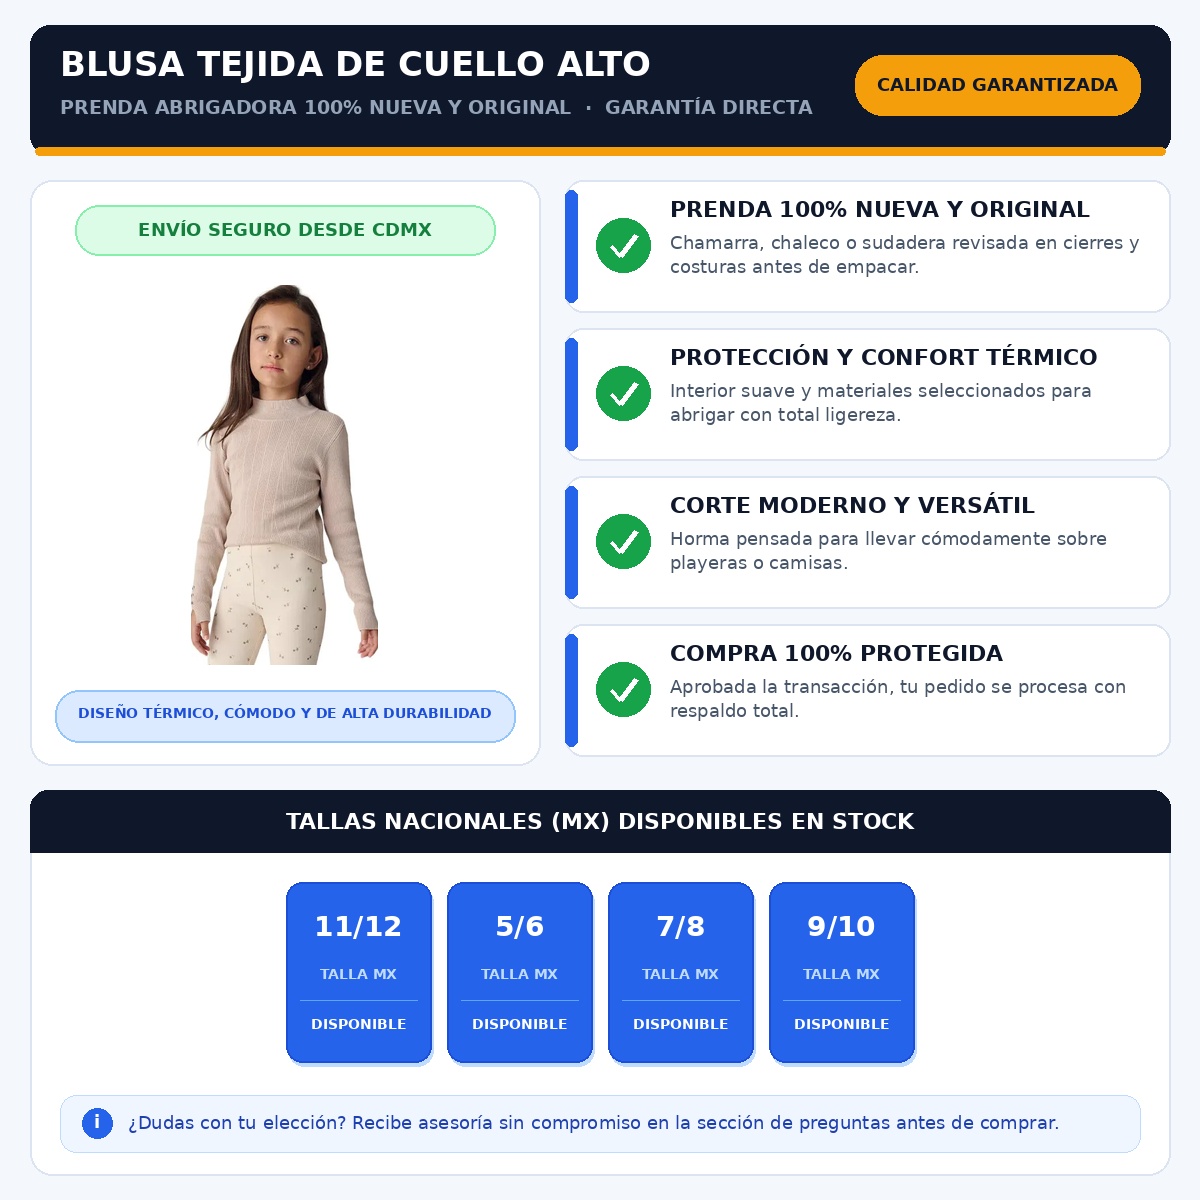 BLUSA TEJIDA DE CUELLO ALTO
PRENDA ABRIGADORA 100% NUEVA Y ORIGINAL · GARANTÍA DIRECTA
CALIDAD GARANTIZADA
ENVÍO SEGURO DESDE CDMX
DISEÑO TÉRMICO, CÓMODO Y DE ALTA DURABILIDAD
PRENDA 100% NUEVA Y ORIGINAL
Chamarra, chaleco o sudadera revisada en cierres y
costuras antes de empacar.
PROTECCIÓN Y CONFORT TÉRMICO
Interior suave y materiales seleccionados para
abrigar con total ligereza.
CORTE MODERNO Y VERSÁTIL
Horma pensada para llevar cómodamente sobre
playeras o camisas.
COMPRA 100% PROTEGIDA
Aprobada la transacción, tu pedido se procesa con
respaldo total.
TALLAS NACIONALES (MX) DISPONIBLES EN STOCK
11/12
TALLA MX
DISPONIBLE
5/6
TALLA MX
DISPONIBLE
7/8
TALLA MX
DISPONIBLE
9/10
TALLA MX
DISPONIBLE
i ¿Dudas con tu elección? Recibe asesoría sin compromiso en la sección de preguntas antes de comprar.